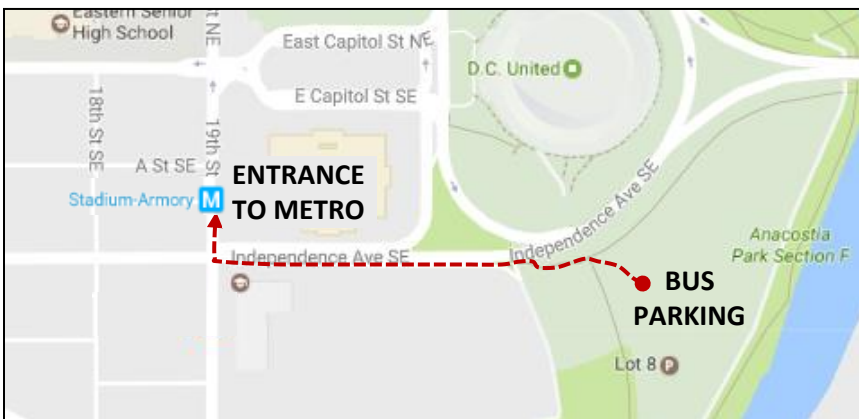 Eastern Senior
High School
19th St NE
East Capitol St NE
D.C. United
E Capitol St SE
18th St SE
A St SE
Stadium-Armory M
ENTRANCE
TO METRO
Independence Ave SE
Independence Ave SE
Anacostia
Park Section F
BUS
PARKING
Lot 8 P